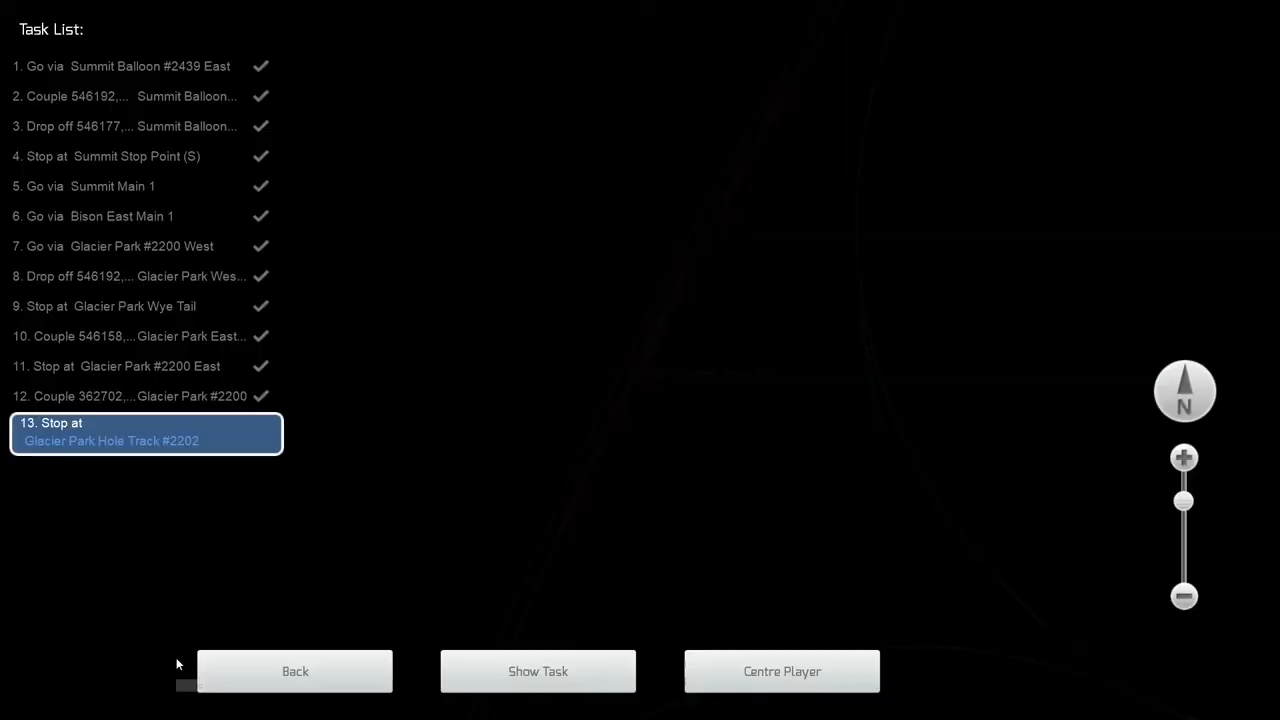 Task List:
1. Go via Summit Balloon #2439 East
2. Couple 546192,... Summit Balloon...
3. Drop off 546177,... Summit Balloon...
4. Stop at Summit Stop Point (S)
5. Go via Summit Main 1
6. Go via Bison East Main 1
7. Go via Glacier Park #2200 West
8. Drop off 546192,... Glacier Park Wes...
9. Stop at Glacier Park Wye Tail
10. Couple 546158,... Glacier Park East...
11. Stop at Glacier Park #2200 East
12. Couple 362702,... Glacier Park #2200
13. Stop at
Glacier Park Hole Track #2202
N
Back
Show Task
Centre Player